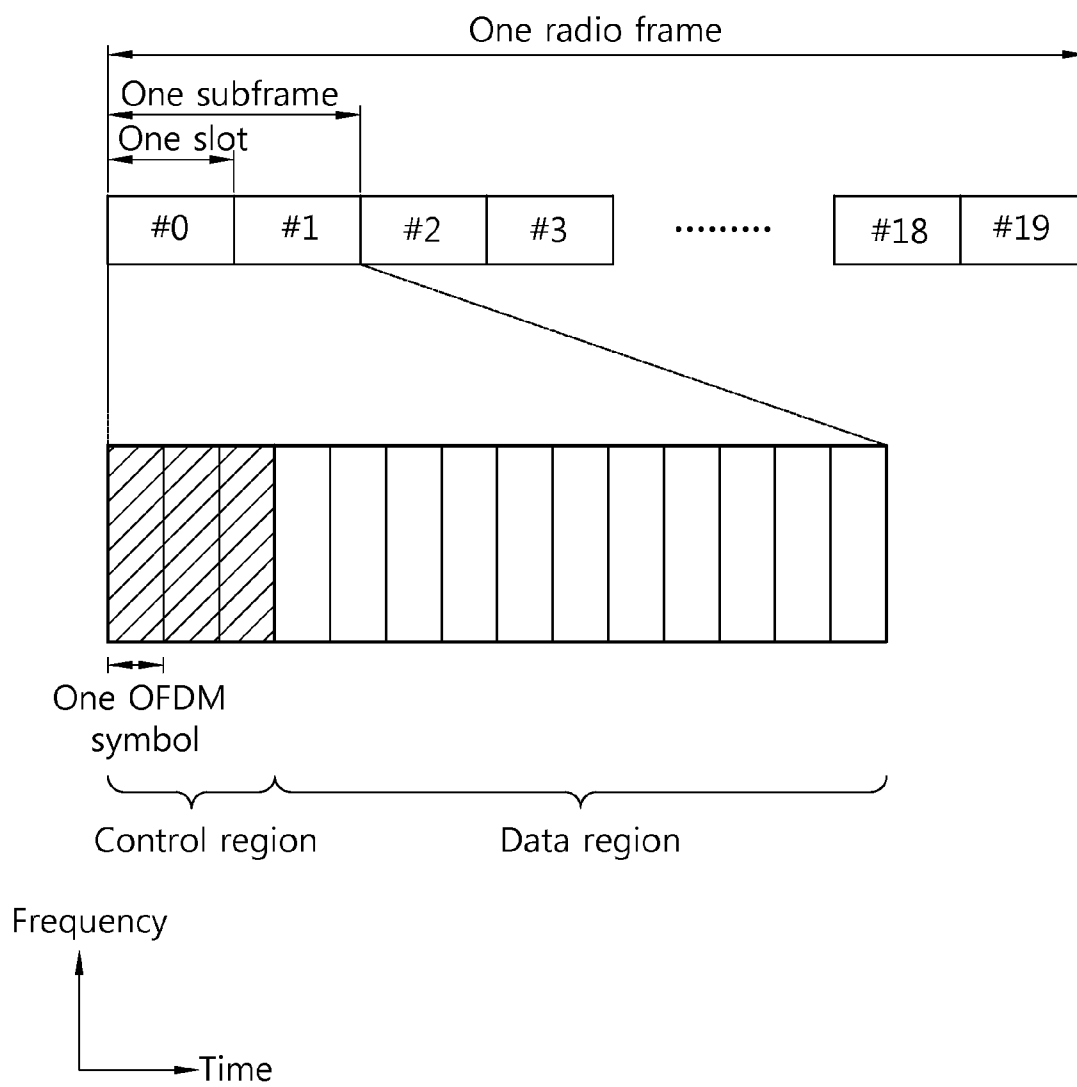 One radio frame
One subframe
One slot
#0 #1 #2 #3 ......... #18 #19
One OFDM
symbol
Control region
Data region
Frequency
Time